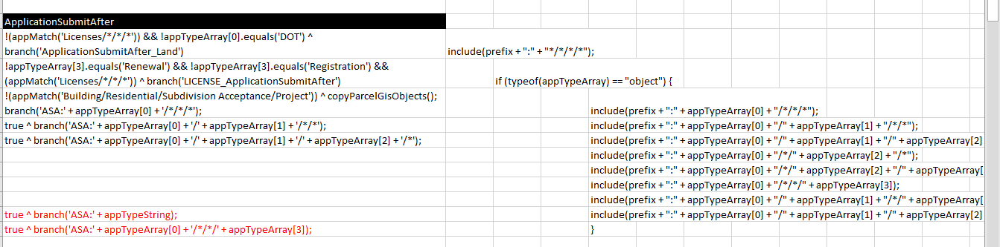 ApplicationSubmitAfter
!(appMatch('Licenses/*/*/*')) && !appTypeArray[0].equals('DOT') ^
branch('ApplicationSubmitAfter_Land')
include(prefix + ":" + "*/*/*/*");
!appTypeArray[3].equals('Renewal') && !appTypeArray[3].equals('Registration') &&
(appMatch('Licenses/*/*/*')) ^ branch('LICENSE_ApplicationSubmitAfter')
if (typeof(appTypeArray) == "object") {
!(appMatch('Building/Residential/Subdivision Acceptance/Project')) ^ copyParcelGisObjects();
branch('ASA:' + appTypeArray[0] + '/*/*/*');
include(prefix + ":" + appTypeArray[0] + "/*/*/*");
true ^ branch('ASA:' + appTypeArray[0] + '/' + appTypeArray[1] + '/*/*');
include(prefix + ":" + appTypeArray[0] + "/" + appTypeArray[1] + "/*/*");
true ^ branch('ASA:' + appTypeArray[0] + '/' + appTypeArray[1] + '/' + appTypeArray[2] + '/*');
include(prefix + ":" + appTypeArray[0] + "/" + appTypeArray[1] + "/" + appTypeArray[2]
include(prefix + ":" + appTypeArray[0] + "/*/" + appTypeArray[2] + "/*");
include(prefix + ":" + appTypeArray[0] + "/*/" + appTypeArray[2] + "/" + appTypeArray[
include(prefix + ":" + appTypeArray[0] + "/*/*/" + appTypeArray[3]);
include(prefix + ":" + appTypeArray[0] + "/" + appTypeArray[1] + "/*/" + appTypeArray[
true ^ branch('ASA:' + appTypeString);
include(prefix + ":" + appTypeArray[0] + "/" + appTypeArray[1] + "/" + appTypeArray[2]
true ^ branch('ASA:' + appTypeArray[0] + '/*/*/' + appTypeArray[3]);
}